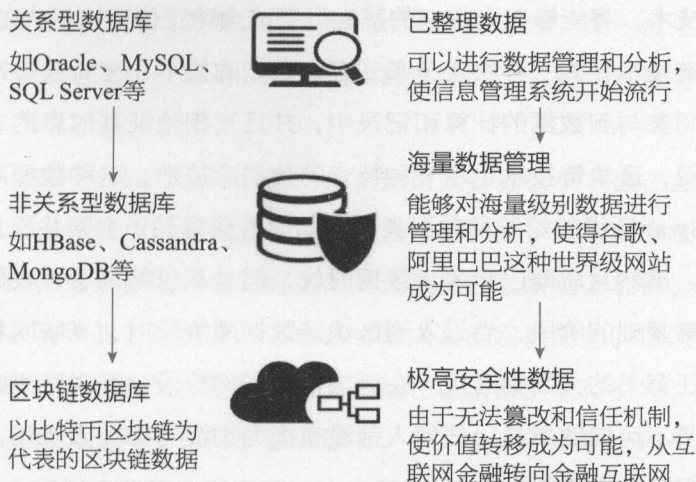 关系型数据库
如Oracle、MySQL、
SQL Server等
已整理数据
可以进行数据管理和分析，
使信息管理系统开始流行
非关系型数据库
如HBase、Cassandra、
MongoDB等
海量数据管理
能够对海量级别数据进行
管理和分析，使得谷歌、
阿里巴巴这种世界级网站
成为可能
区块链数据库
以比特币区块链为
代表的区块链数据
极高安全性数据
由于无法篡改和信任机制，
使价值转移成为可能，从互
联网金融转向金融互联网